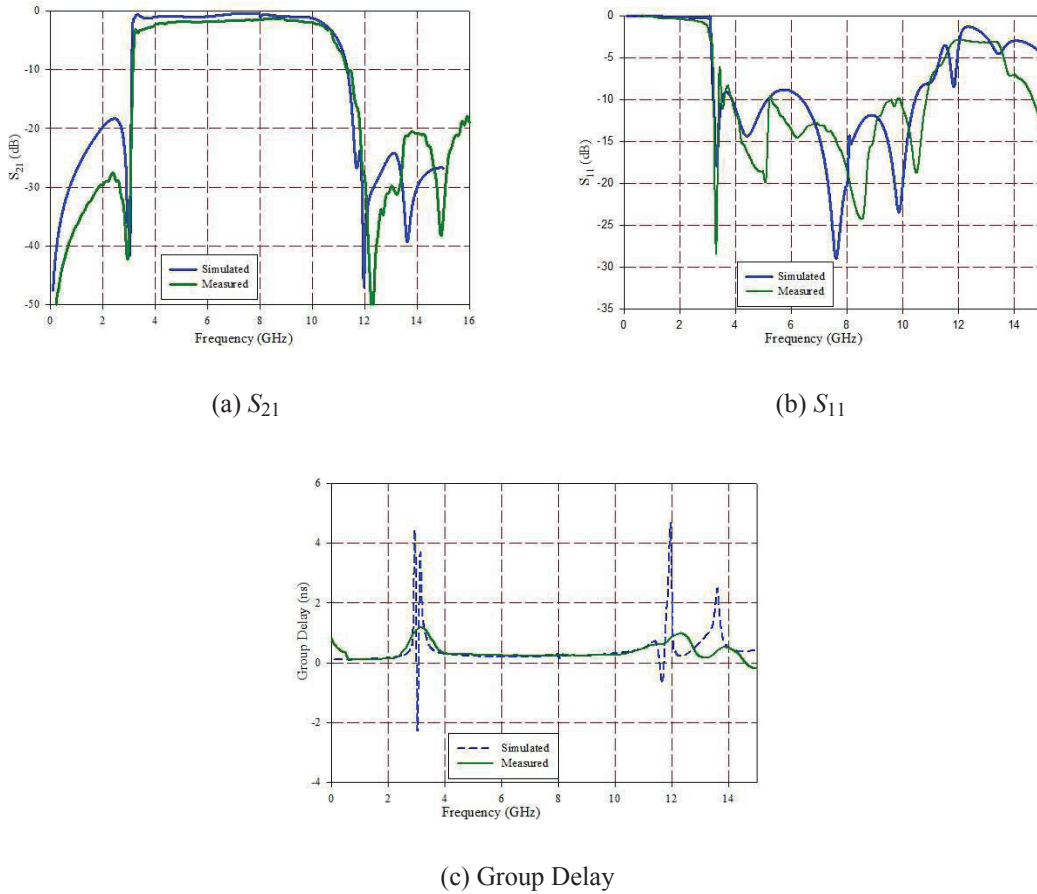 0
-10
-20
-30
-40
-50
S21 (dB)
Simulated
Measured
0 2 4 6 8 10 12 14 16
Frequency (GHz)
(a) S21
0
-5
-10
-15
-20
-25
-30
-35
S11 (dB)
Simulated
Measured
0 2 4 6 8 10 12 14
Frequency (GHz)
(b) S11
6
4
2
0
-2
-4
Group Delay (ns)
Simulated
Measured
0 2 4 6 8 10 12 14
Frequency (GHz)
(c) Group Delay